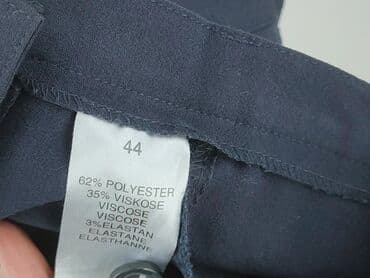 44
62% POLYESTER
35% VISKOSE
VISCOSE
VISCOSE
3% ELASTAN
ELASTANE
ELASTHANNE